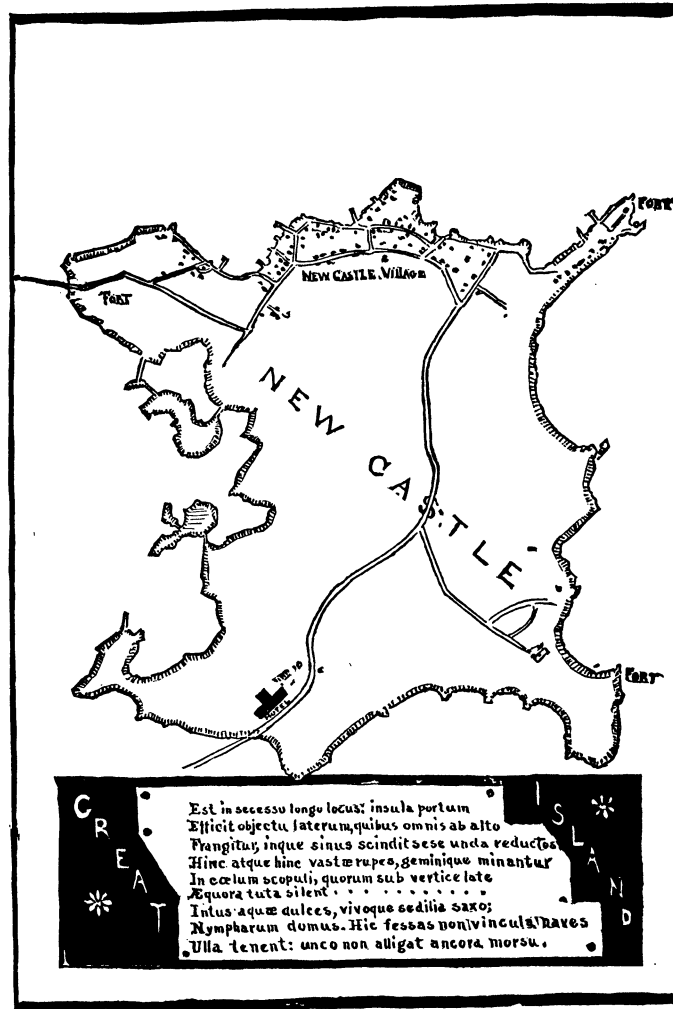 FORT
FORT
NEW CASTLE VILLAGE
NEW CASTLE
FORT
HOTEL
GREAT
ISLAND
Est in secessu longo locus: insula portum
Efficit objectu laterum, quibus omnis ab alto
Frangitur, inque sinus scindit sese unda reductos
Hinc atque hinc vastæ rupes, geminique minantur
In cœlum scopuli, quorum sub vertice late
Æquora tuta silent · · · · · · · · · ·
Intus aquæ dulces, vivoque sedilia saxo;
Nympharum domus. Hic fessas non vincula naves
Ulla tenent: unco non alligat ancora morsu.